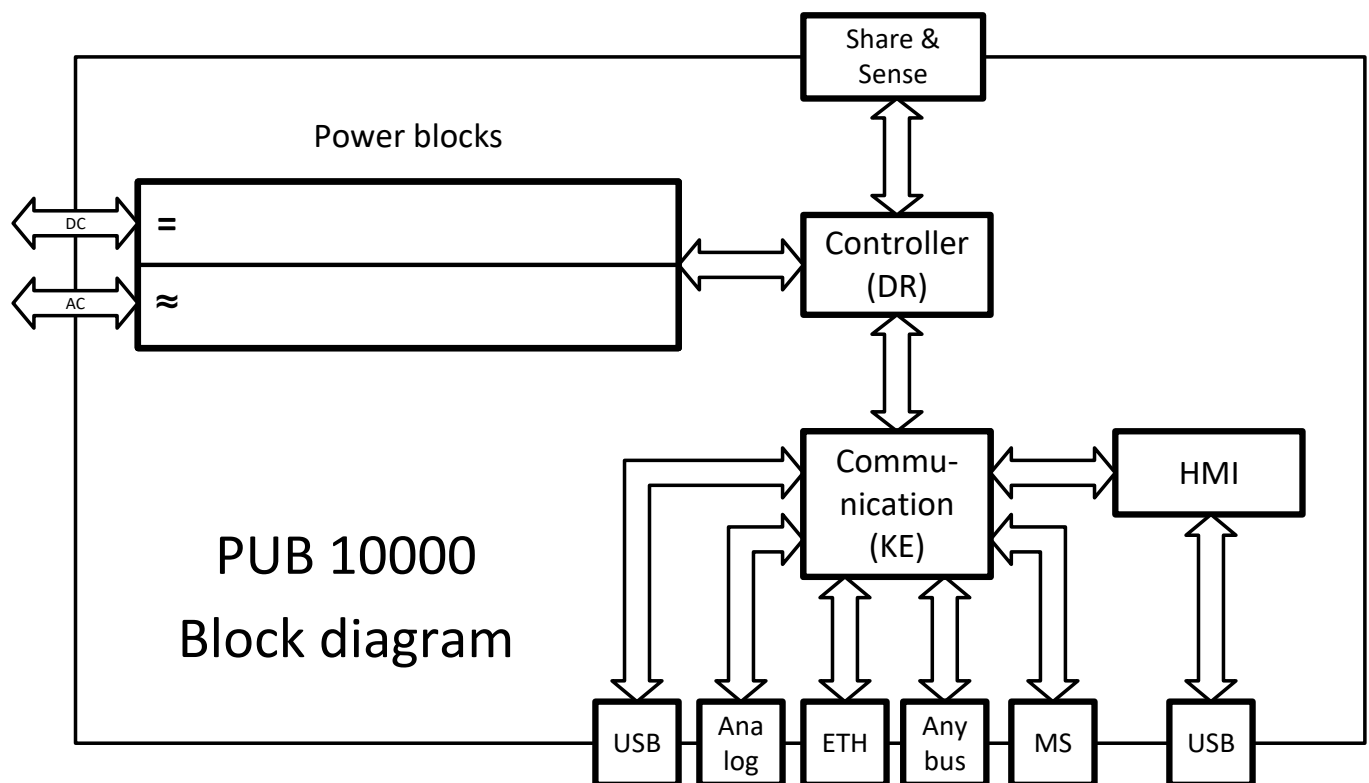 Share &
Sense
Power blocks
DC
=
Controller
(DR)
AC
≈
Commu-
nication
(KE)
HMI
PUB 10000
Block diagram
USB
Ana
log
ETH
Any
bus
MS
USB